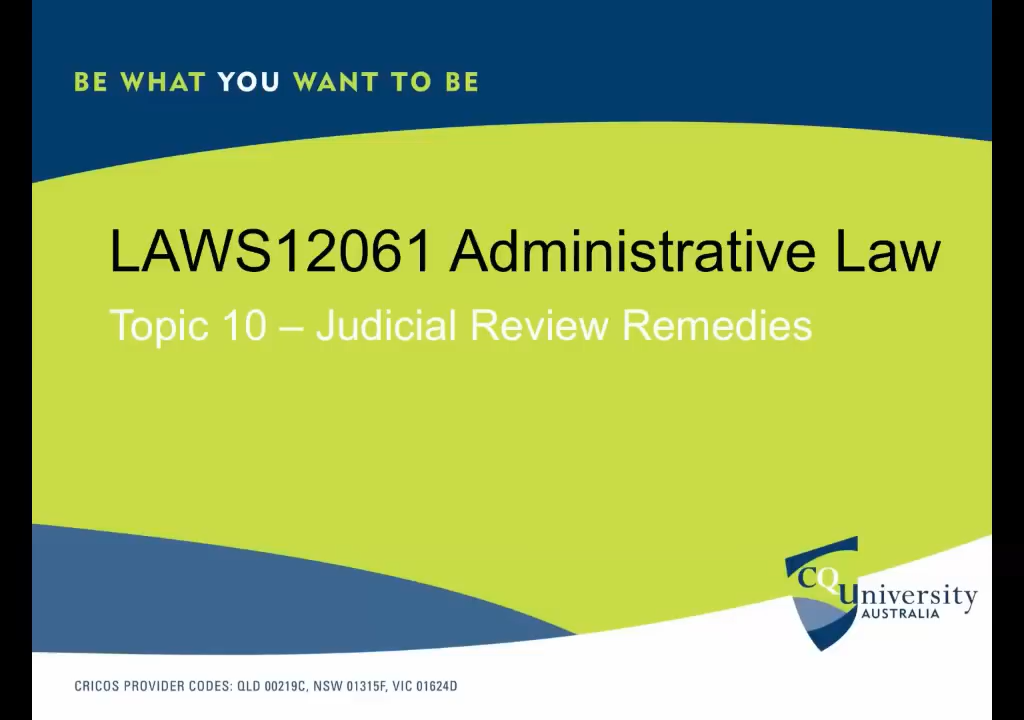 BE WHAT YOU WANT TO BE
LAWS12061 Administrative Law
Topic 10 – Judicial Review Remedies
CQUniversity
AUSTRALIA
CRICOS PROVIDER CODES: QLD 00219C, NSW 01315F, VIC 01624D